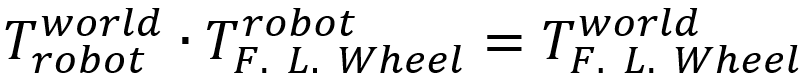 T_{robot}^{world} · T_{F. L. Wheel}^{robot} = T_{F. L. Wheel}^{world}